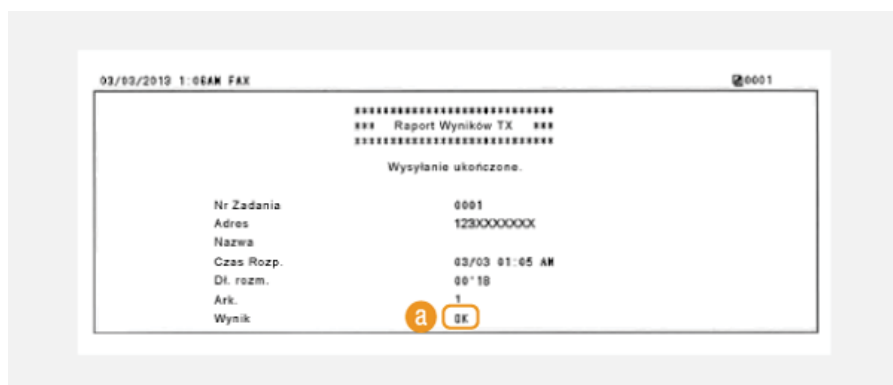 03/03/2013 1:06AM FAX 0001
****************************
*** Raport Wyników TX ***
****************************
Wysyłanie ukończone.
Nr Zadania 0001
Adres 123XXXXXXXX
Nazwa
Czas Rozp. 03/03 01:05 AM
Dł. rozm. 00"18
Ark. 1
Wynik a OK